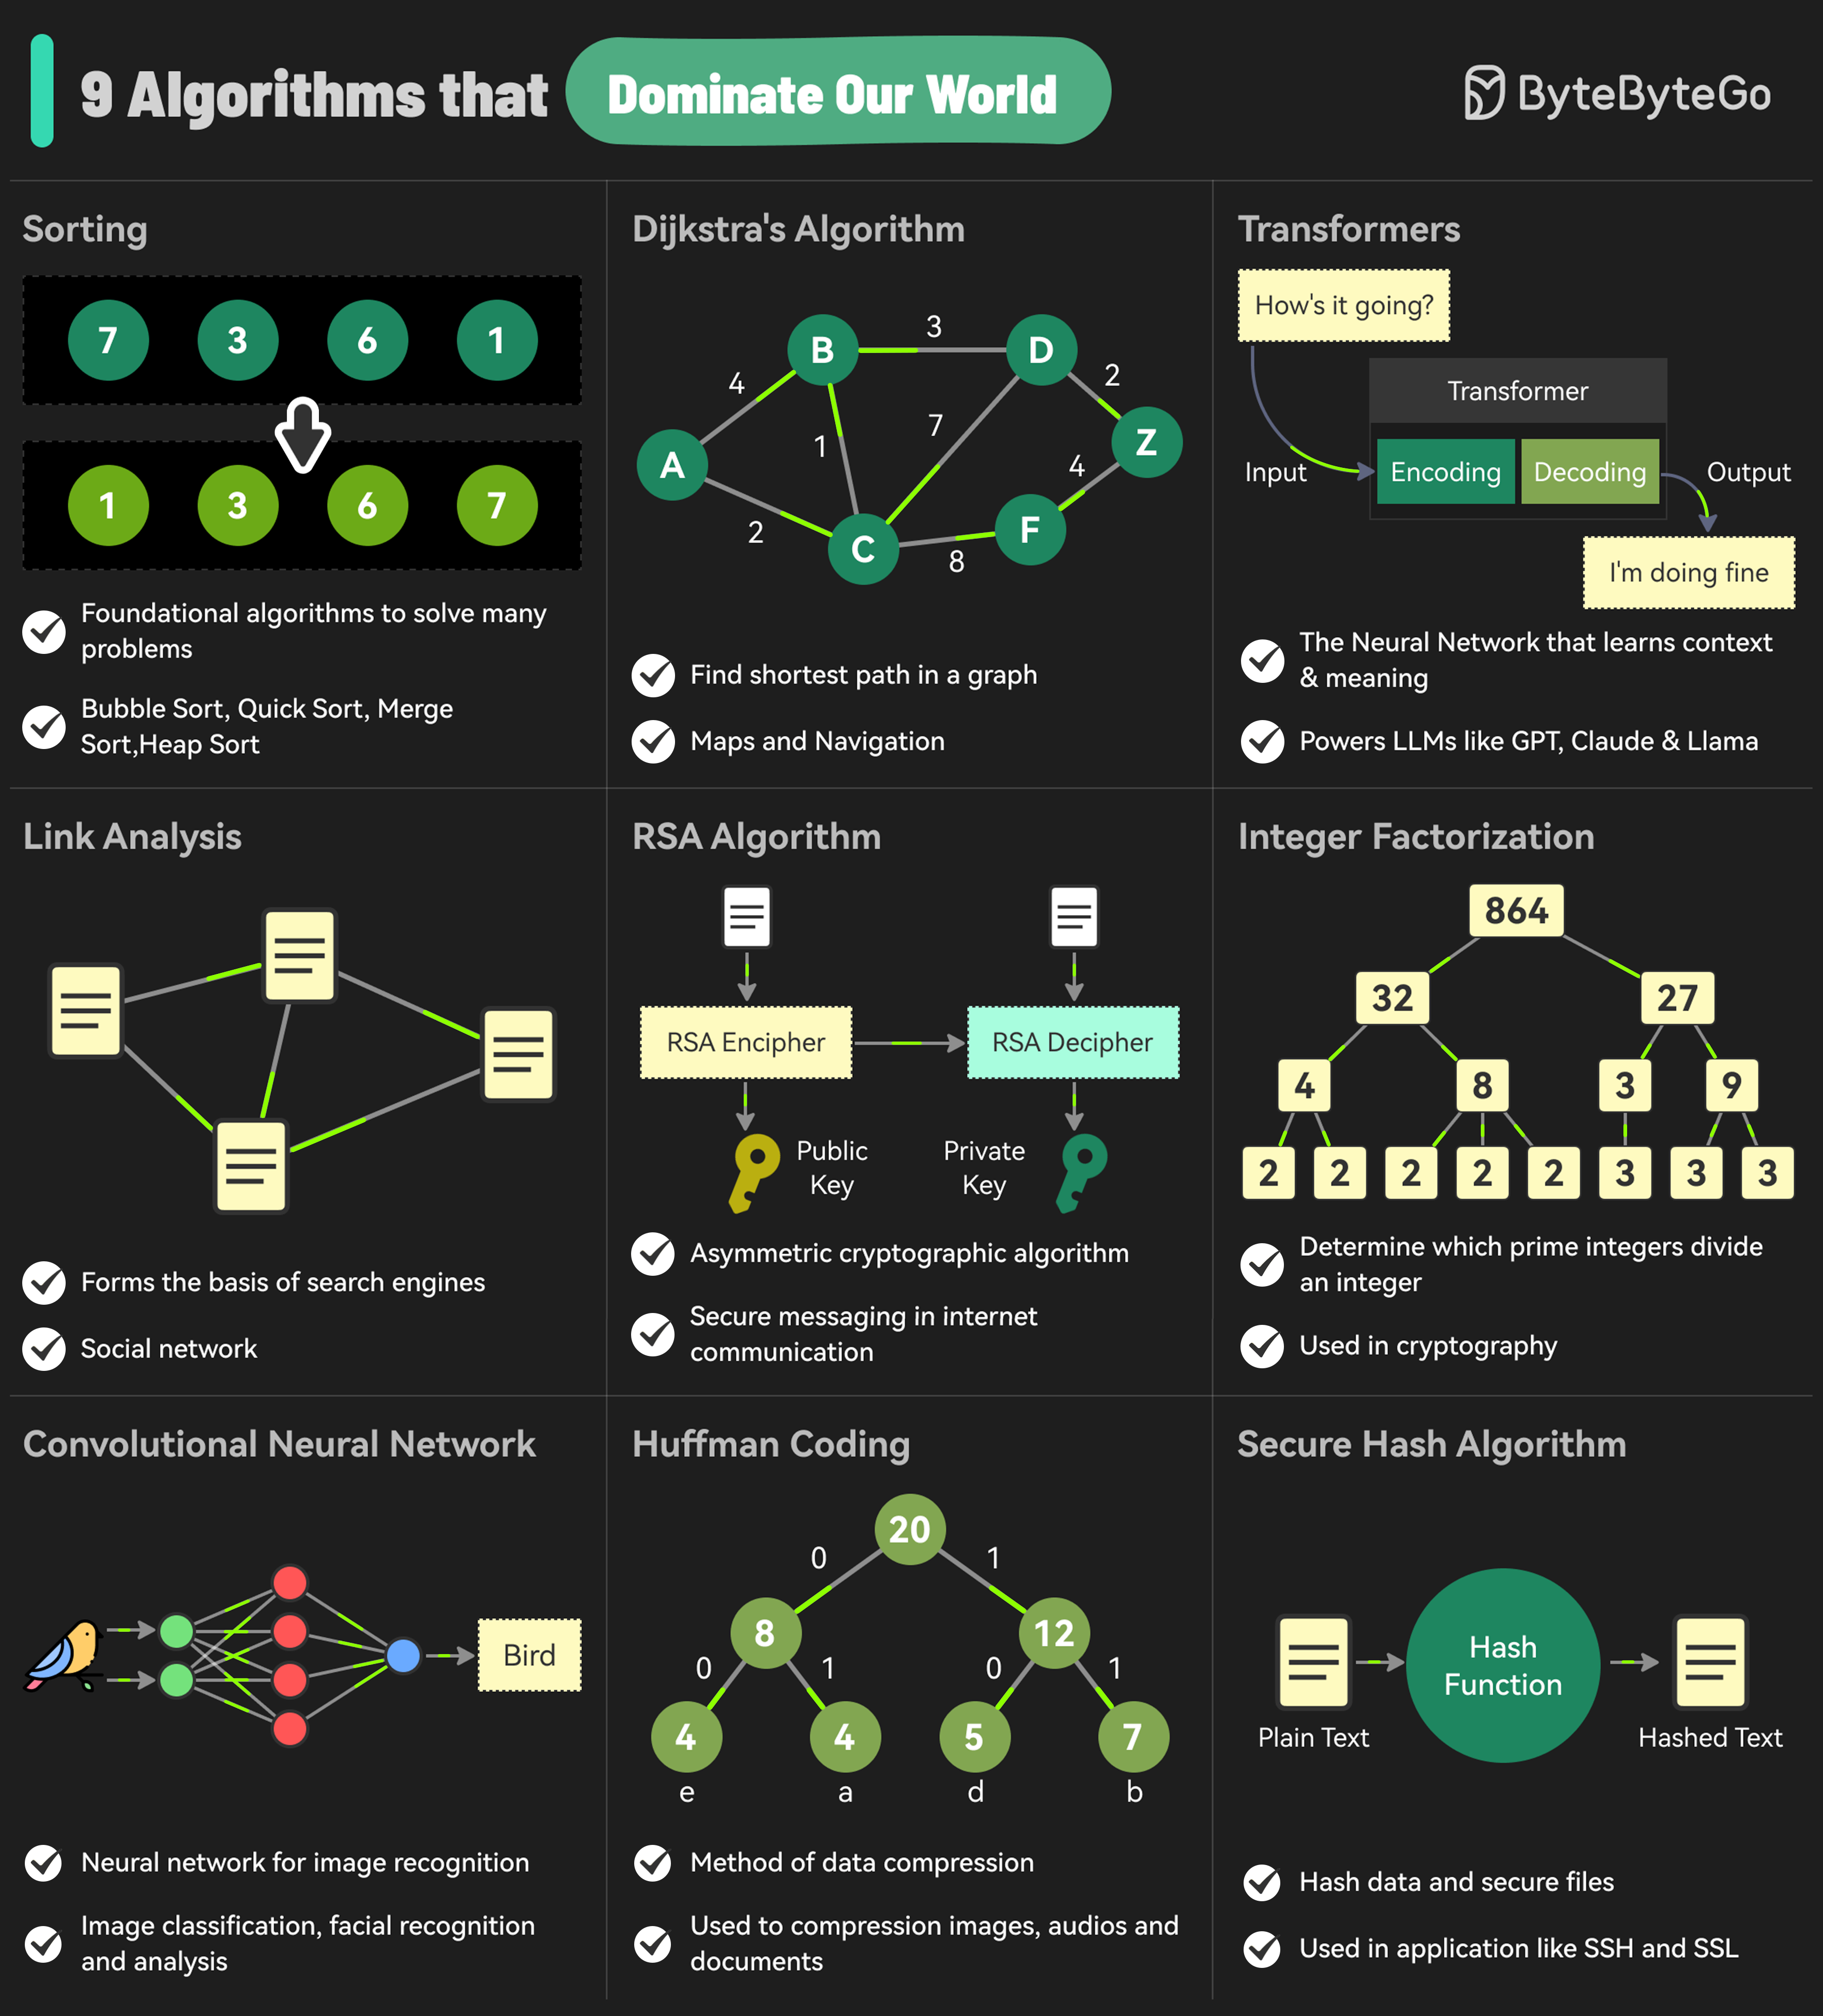 9 Algorithms that Dominate Our World
ByteByteGo
Sorting
7 3 6 1
1 3 6 7
Foundational algorithms to solve many
problems
Bubble Sort, Quick Sort, Merge
Sort,Heap Sort
Dijkstra's Algorithm
B 3 D
4 2
1 7 Z
A 4
2 C F
8
Find shortest path in a graph
Maps and Navigation
Transformers
How's it going?
Transformer
Input Encoding Decoding Output
I'm doing fine
The Neural Network that learns context
& meaning
Powers LLMs like GPT, Claude & Llama
Link Analysis
Forms the basis of search engines
Social network
RSA Algorithm
RSA Encipher RSA Decipher
Public
Key
Private
Key
Asymmetric cryptographic algorithm
Secure messaging in internet
communication
Integer Factorization
864
32 27
4 8 3 9
2 2 2 2 2 3 3 3
Determine which prime integers divide
an integer
Used in cryptography
Convolutional Neural Network
Bird
Neural network for image recognition
Image classification, facial recognition
and analysis
Huffman Coding
20
0 1
8 12
0 1 0 1
4 4 5 7
e a d b
Method of data compression
Used to compression images, audios and
documents
Secure Hash Algorithm
Hash
Function
Plain Text Hashed Text
Hash data and secure files
Used in application like SSH and SSL